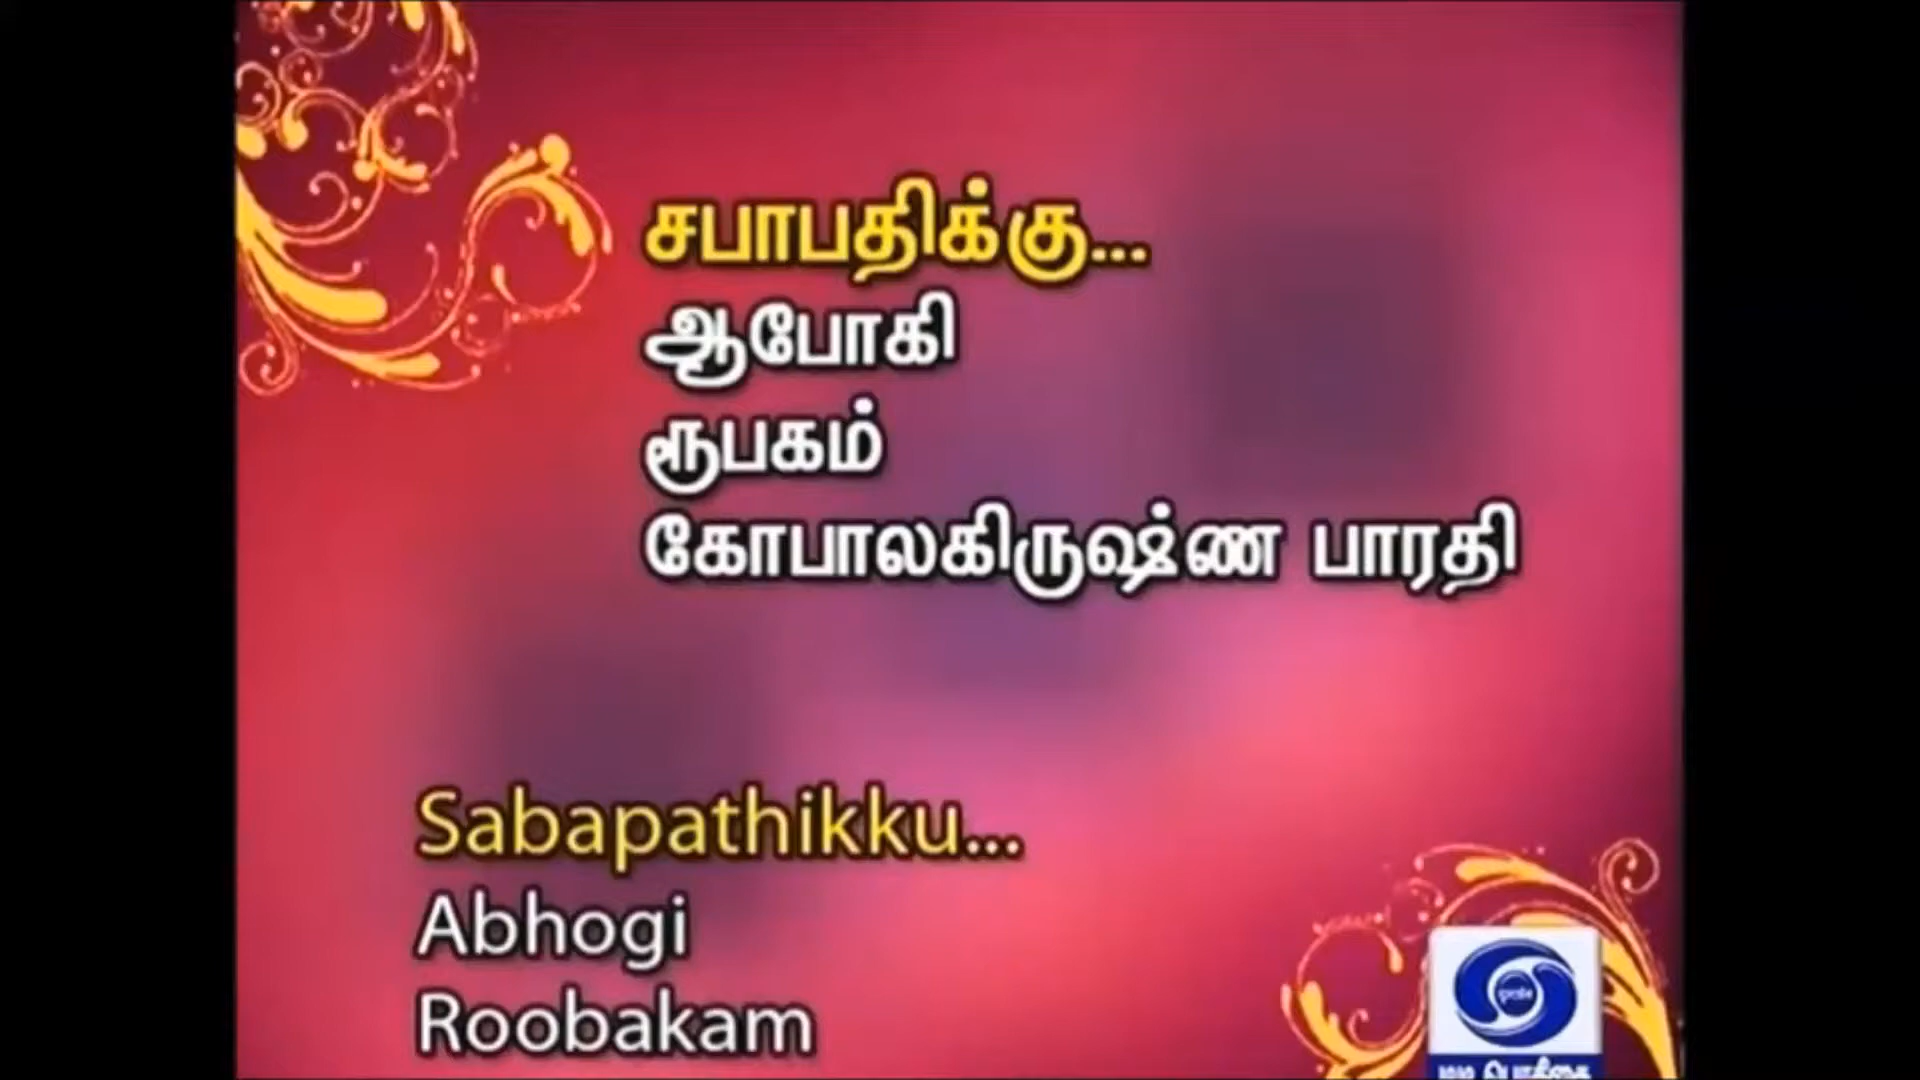 சபாபதிக்கு...
ஆபோகி
ரூபகம்
கோபாலகிருஷ்ண பாரதி
Sabapathikku...
Abhogi
Roobakam